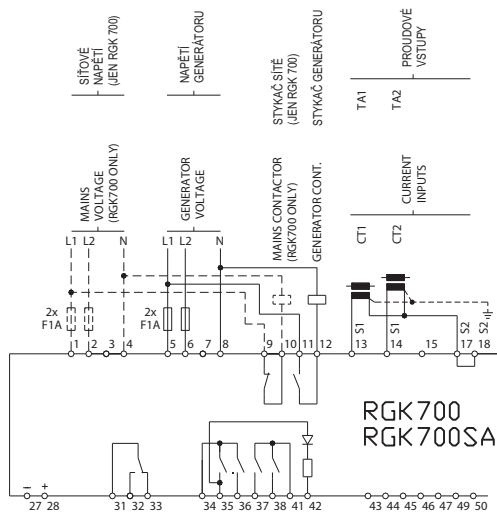 SÍŤOVÉ
NAPĚTÍ
(JEN RGK 700)
NAPĚTÍ
GENERÁTORU
STYKAČ SÍTĚ
(JEN RGK 700)
STYKAČ GENERÁTORU
PROUDOVÉ
VSTUPY
TA1
TA2
MAINS
VOLTAGE
(RGK700 ONLY)
GENERATOR
VOLTAGE
MAINS CONTACTOR
(RGK700 ONLY)
GENERATOR CONT.
CURRENT
INPUTS
CT1
CT2
L1 L2 N
L1 L2 N
2x
F1A
2x
F1A
S1
S1
S2
S2
1 2 3 4 5 6 7 8 9 10 11 12 13 14 15 17 18
RGK700
RGK700SA
– +
27 28 31 32 33 34 35 36 37 38 41 42 43 44 45 46 47 49 50